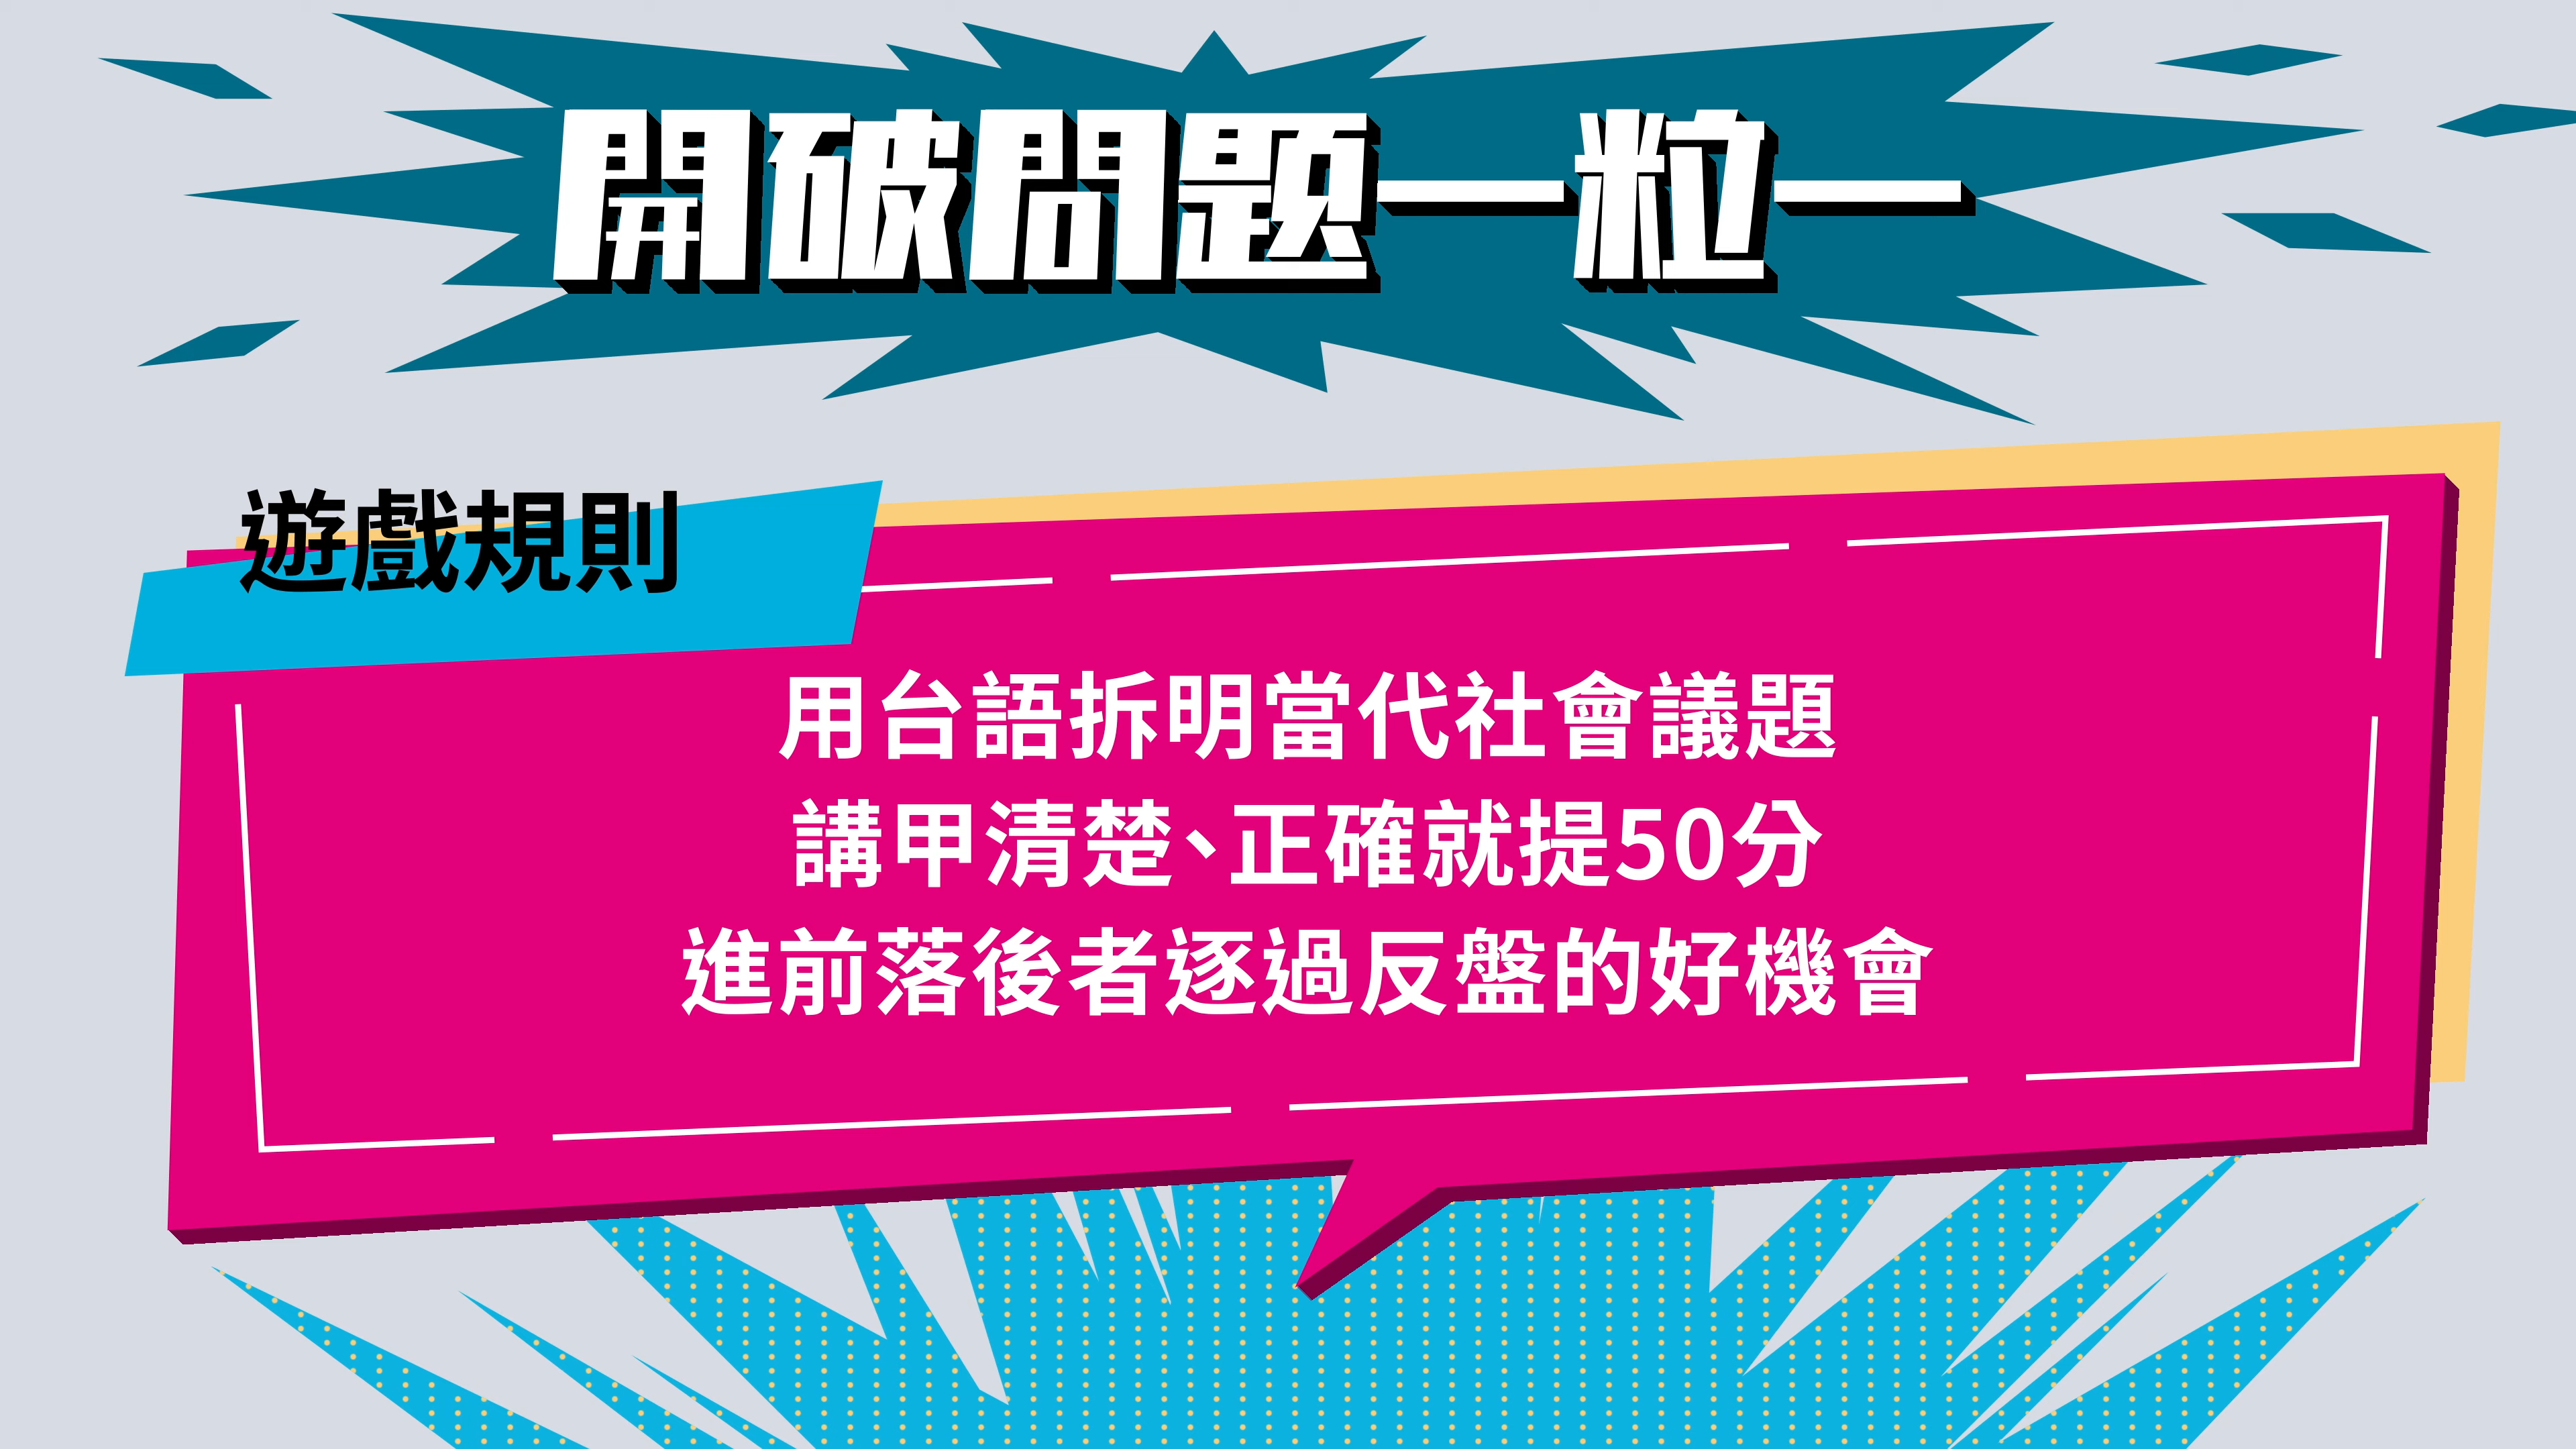 開破問題一粒一
遊戲規則
用台語拆明當代社會議題
講甲清楚、正確就提50分
進前落後者逐過反盤的好機會